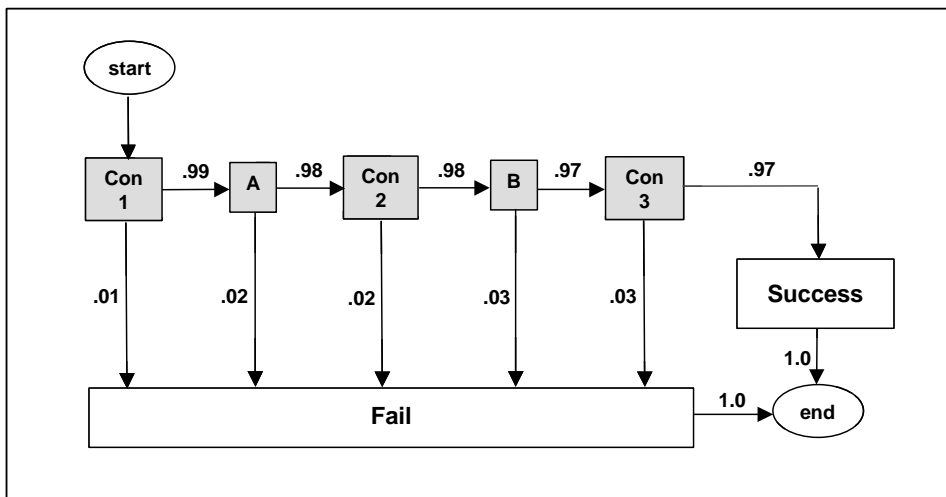 start
.99
.98
.98
.97
.97
Con
1
A
Con
2
B
Con
3
.01
.02
.02
.03
.03
Success
1.0
Fail
1.0
end